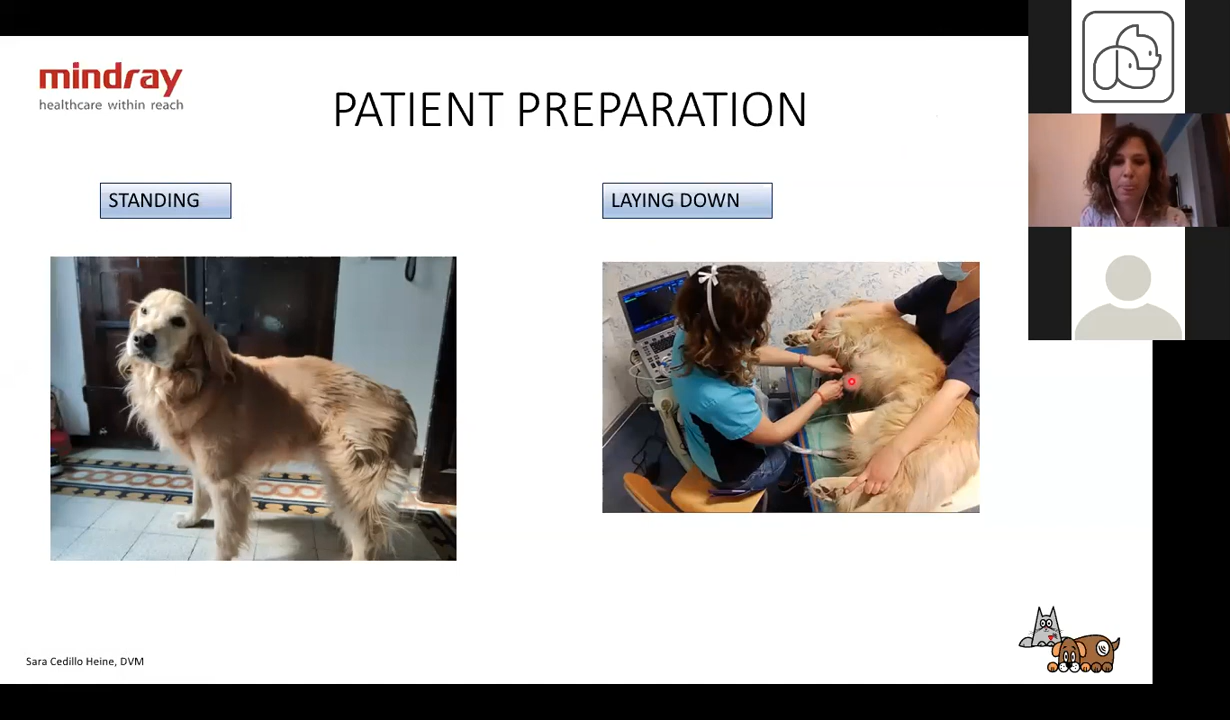 mindray
healthcare within reach
PATIENT PREPARATION
STANDING
LAYING DOWN
Sara Cedillo Heine, DVM